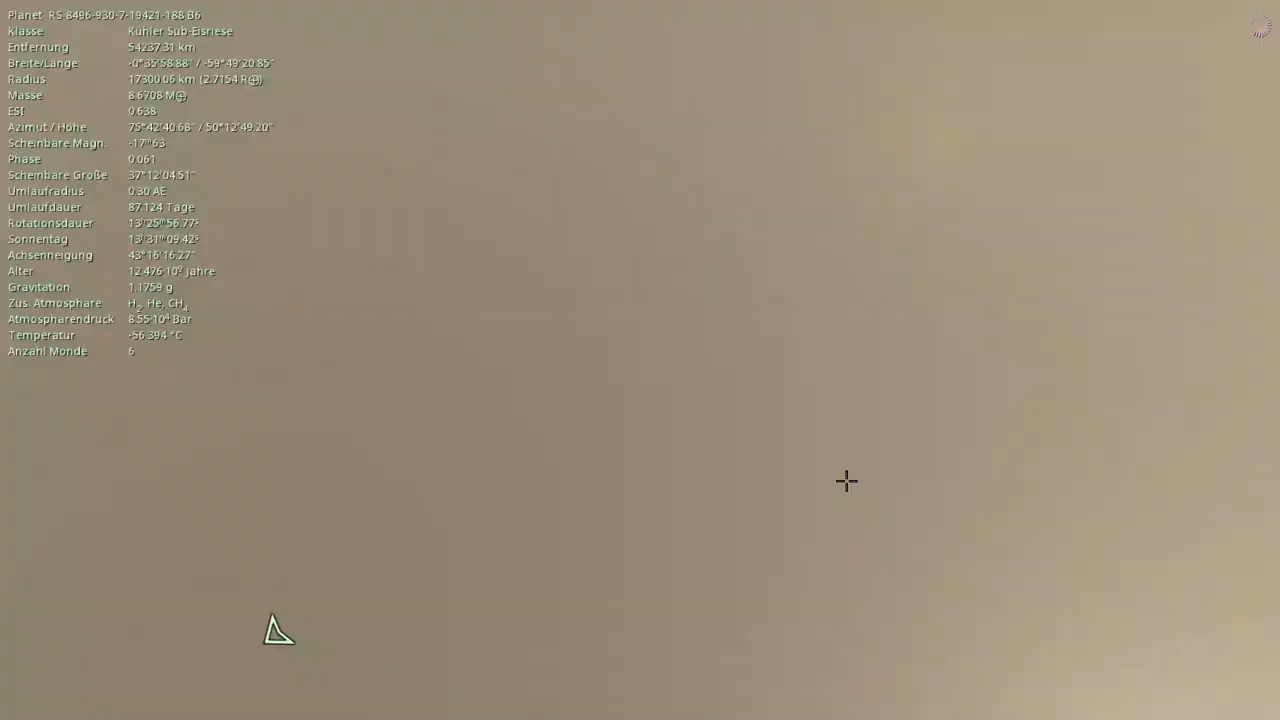 Planet RS 8496-930-7-19421-188 B6
Klasse Kühler Sub-Eisriese
Entfernung 54237.31 km
Breite/Länge -0°35'58.88" / -59°49'20.85"
Radius 17300.06 km (2.7154 R⊕)
Masse 8.6708 M⊕
ESI 0.638
Azimut / Höhe 75°42'40.68" / 50°12'49.20"
Scheinbare Magn. -17ᵐ63
Phase 0.061
Scheinbare Größe 37°12'04.51"
Umlaufradius 0.30 AE
Umlaufdauer 87.124 Tage
Rotationsdauer 13ʰ25ᵐ56.77ˢ
Sonnentag 13ʰ31ᵐ09.42ˢ
Achsenneigung 43°16'16.27"
Alter 12.476·10⁹ Jahre
Gravitation 1.1759 g
Zus. Atmosphäre H₂, He, CH₄
Atmosphärendruck 8.55·10⁴ Bar
Temperatur -56.394 °C
Anzahl Monde 6